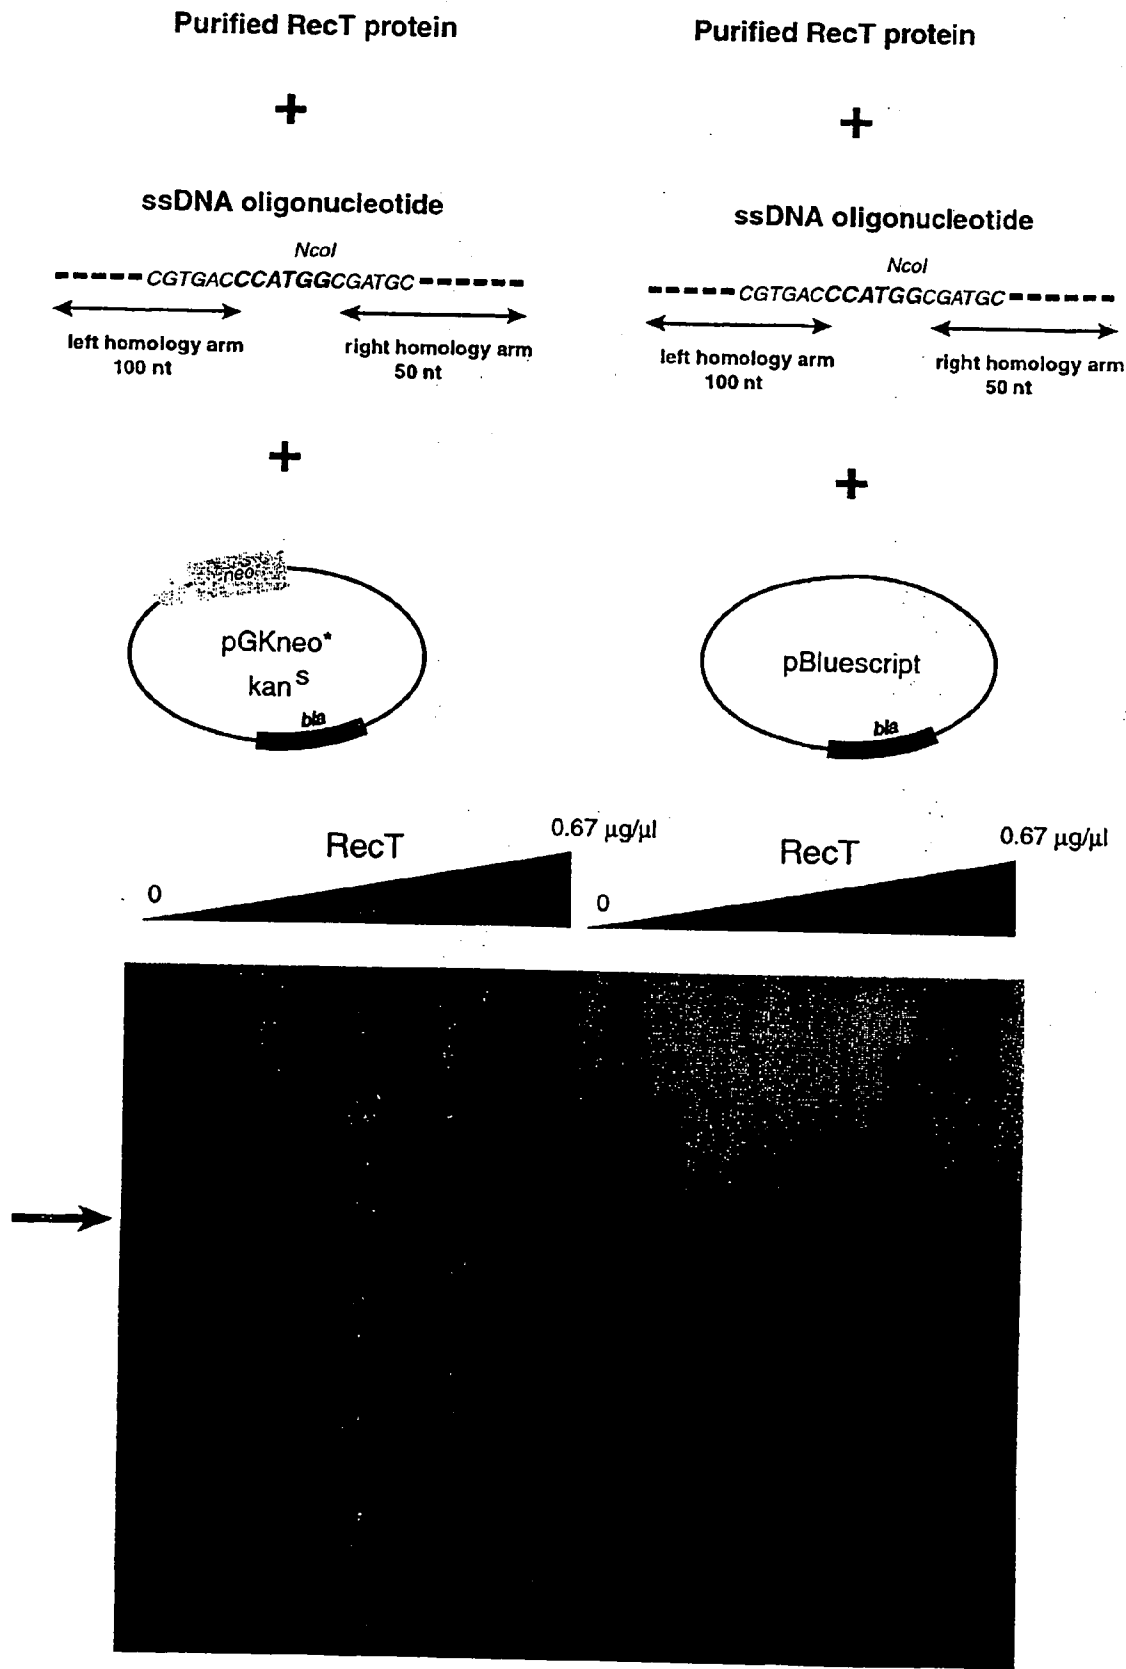 Purified RecT protein
+
ssDNA oligonucleotide
NcoI
CGTGACCCATGGCGATGC
left homology arm
100 nt
right homology arm
50 nt
+
neo
pGKneo*
kan S
bla
Purified RecT protein
+
ssDNA oligonucleotide
NcoI
CGTGACCCATGGCGATGC
left homology arm
100 nt
right homology arm
50 nt
+
pBluescript
bla
RecT
0
0.67 µg/µl
RecT
0
0.67 µg/µl